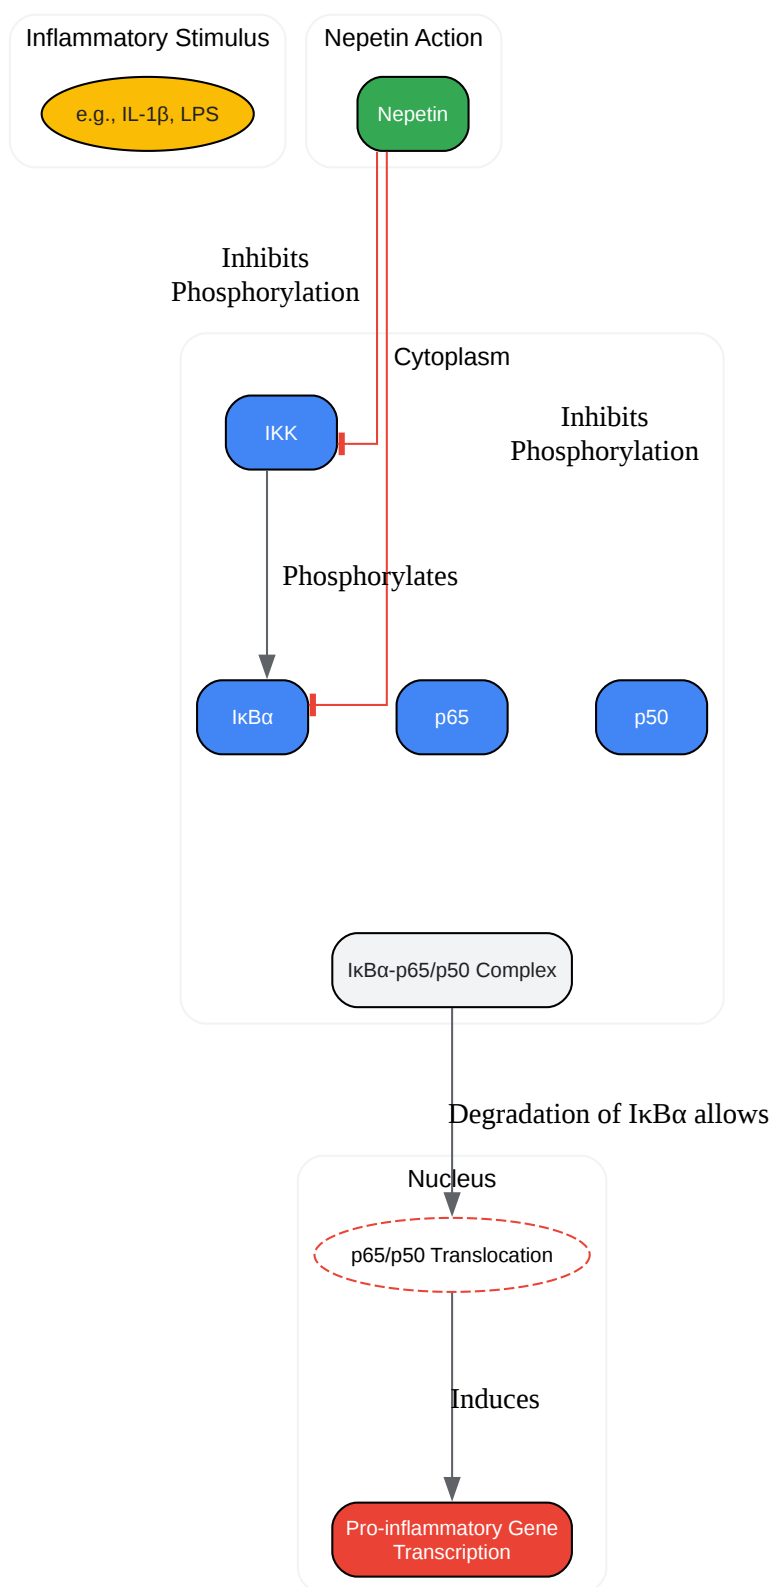 Inflammatory Stimulus
Nepetin Action
e.g., IL-1β, LPS
Nepetin
Inhibits
Phosphorylation
Cytoplasm
IKK
Inhibits
Phosphorylation
Phosphorylates
IκBα
p65
p50
IκBα-p65/p50 Complex
Degradation of IκBα allows
Nucleus
p65/p50 Translocation
Induces
Pro-inflammatory Gene
Transcription